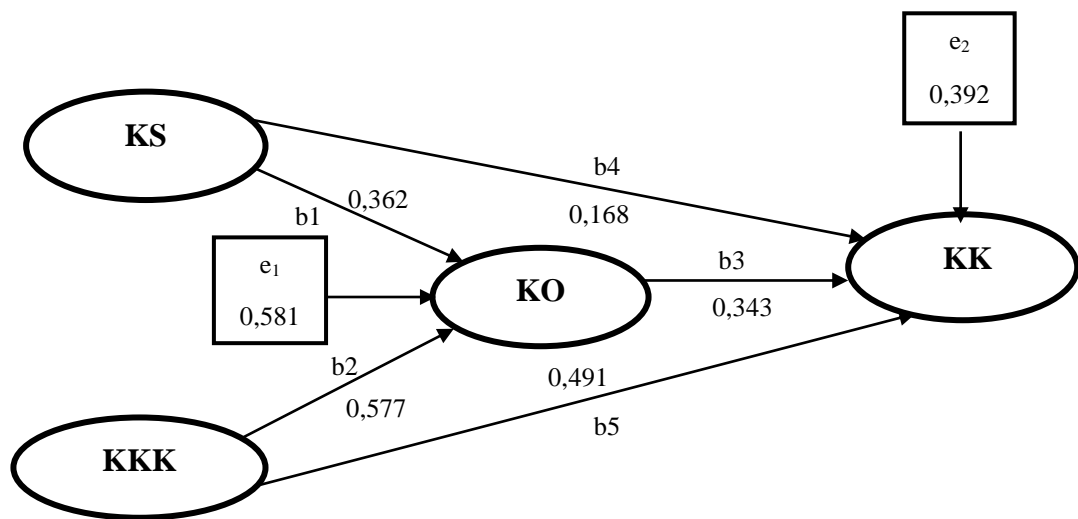 e₂
0,392
KS
b4
0,362
0,168
b1
e₁
0,581
KO
b3
0,343
KK
b2
0,577
0,491
b5
KKK